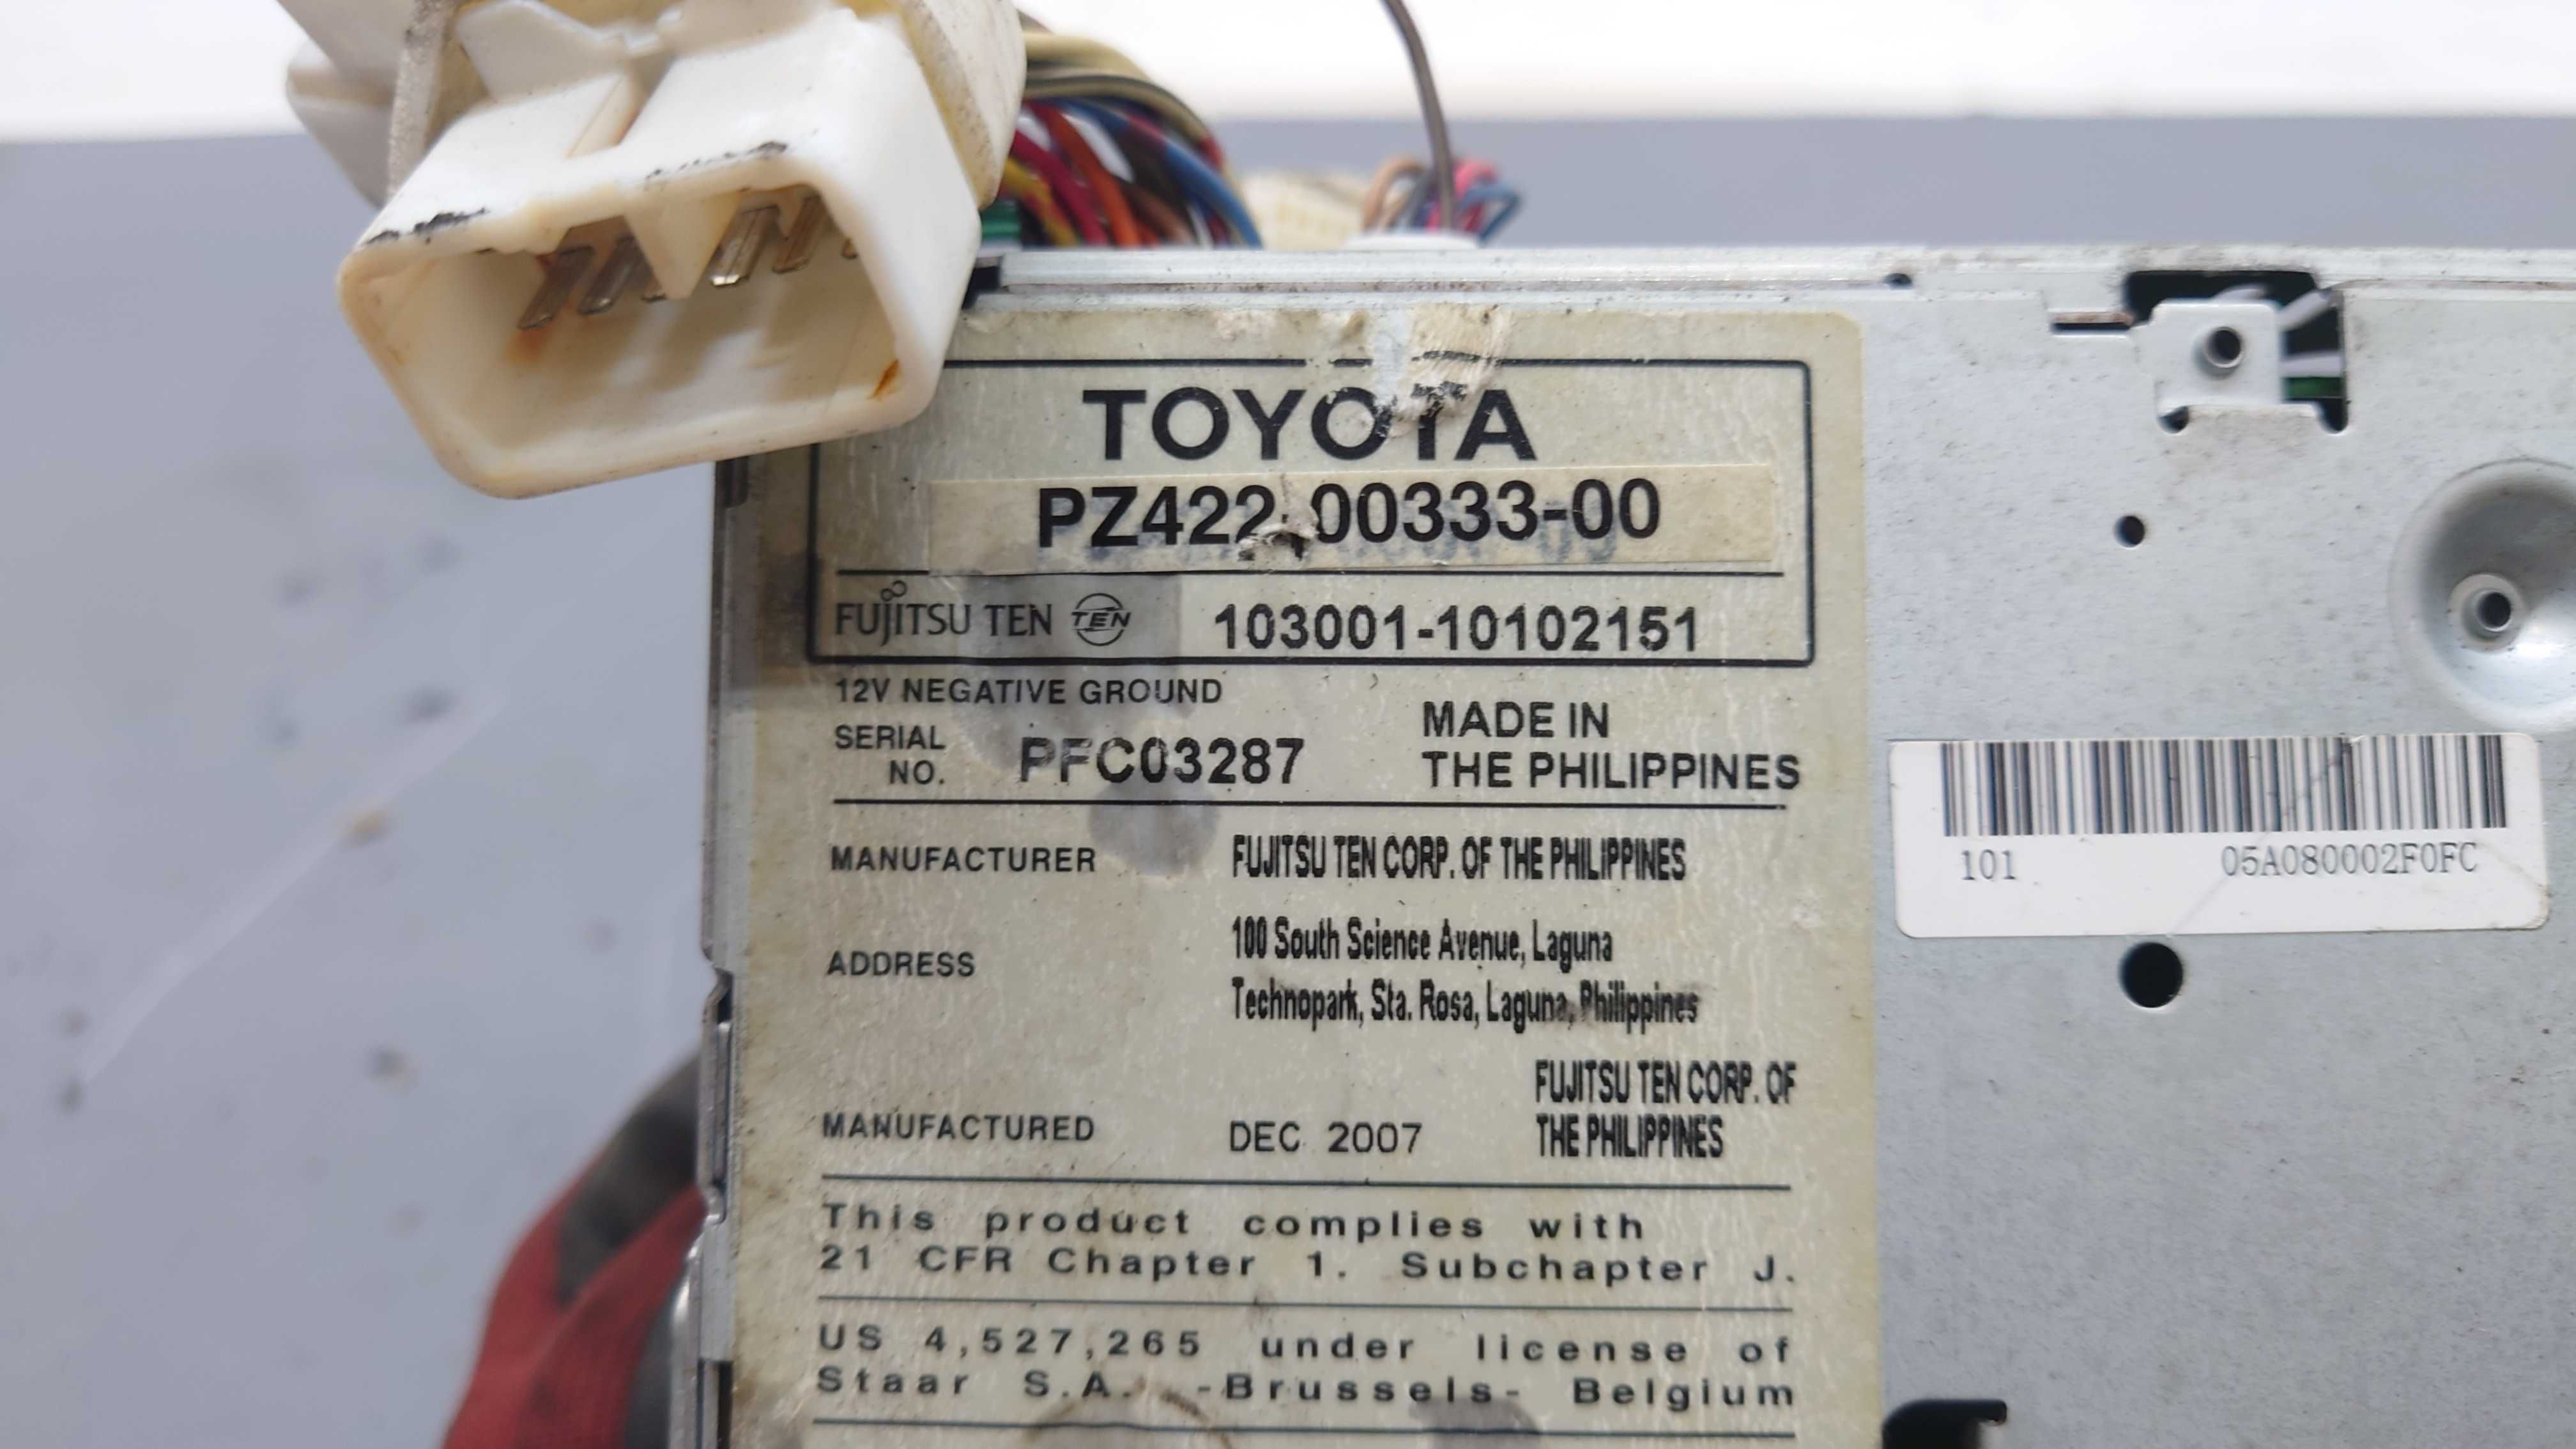 TOYOTA
PZ422-00333-00
FUJITSU TEN TEN 103001-10102151
12V NEGATIVE GROUND
SERIAL NO. PFC03287
MADE IN
THE PHILIPPINES
MANUFACTURER FUJITSU TEN CORP. OF THE PHILIPPINES
ADDRESS 100 South Science Avenue, Laguna
Technopark, Sta. Rosa, Laguna, Philippines
MANUFACTURED DEC 2007 FUJITSU TEN CORP. OF
THE PHILIPPINES
This product complies with
21 CFR Chapter 1. Subchapter J.
US 4,527,265 under license of
Staar S.A. -Brussels- Belgium
101 05A080002F0FC